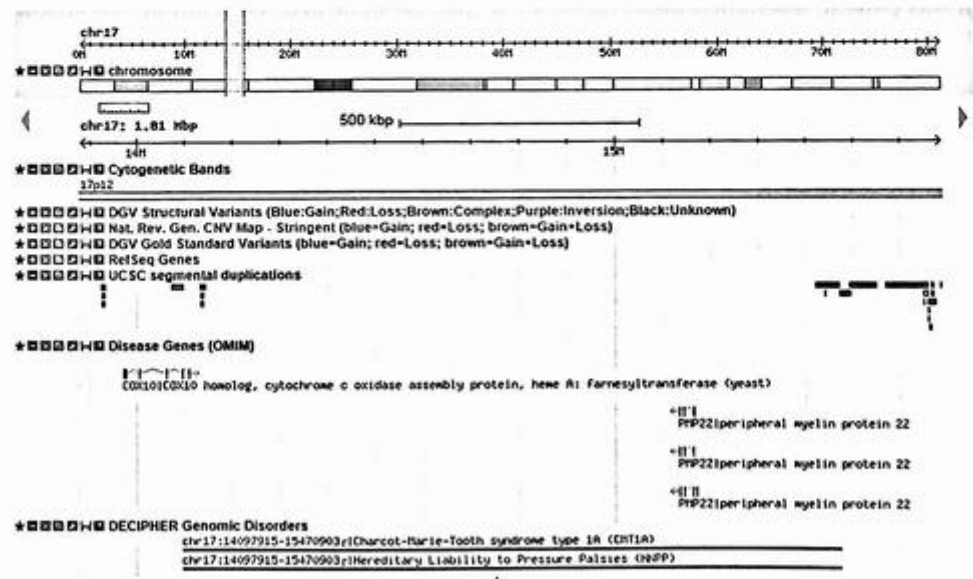 chr17
0M 10M 20M 30M 40M 50M 60M 70M 80M
chromosome
chr17: 1.81 Mbp
500 kbp
14M 15M
Cytogenetic Bands
17p12
DGV Structural Variants (Blue:Gain;Red:Loss;Brown:Complex;Purple:Inversion;Black:Unknown)
Nat. Rev. Gen. CNV Map - Stringent (blue=Gain; red=Loss; brown=Gain+Loss)
DGV Gold Standard Variants (blue=Gain; red=Loss; brown=Gain+Loss)
RefSeq Genes
UCSC segmental duplications
Disease Genes (OMIM)
COX10|COX10 homolog, cytochrome c oxidase assembly protein, heme A: farnesyltransferase (yeast)
PMP22|peripheral myelin protein 22
PMP22|peripheral myelin protein 22
PMP22|peripheral myelin protein 22
DECIPHER Genomic Disorders
chr17:14097915-15470903r|Charcot-Marie-Tooth syndrome type 1A (CMT1A)
chr17:14097915-15470903r|Hereditary Liability to Pressure Palsies (HNPP)